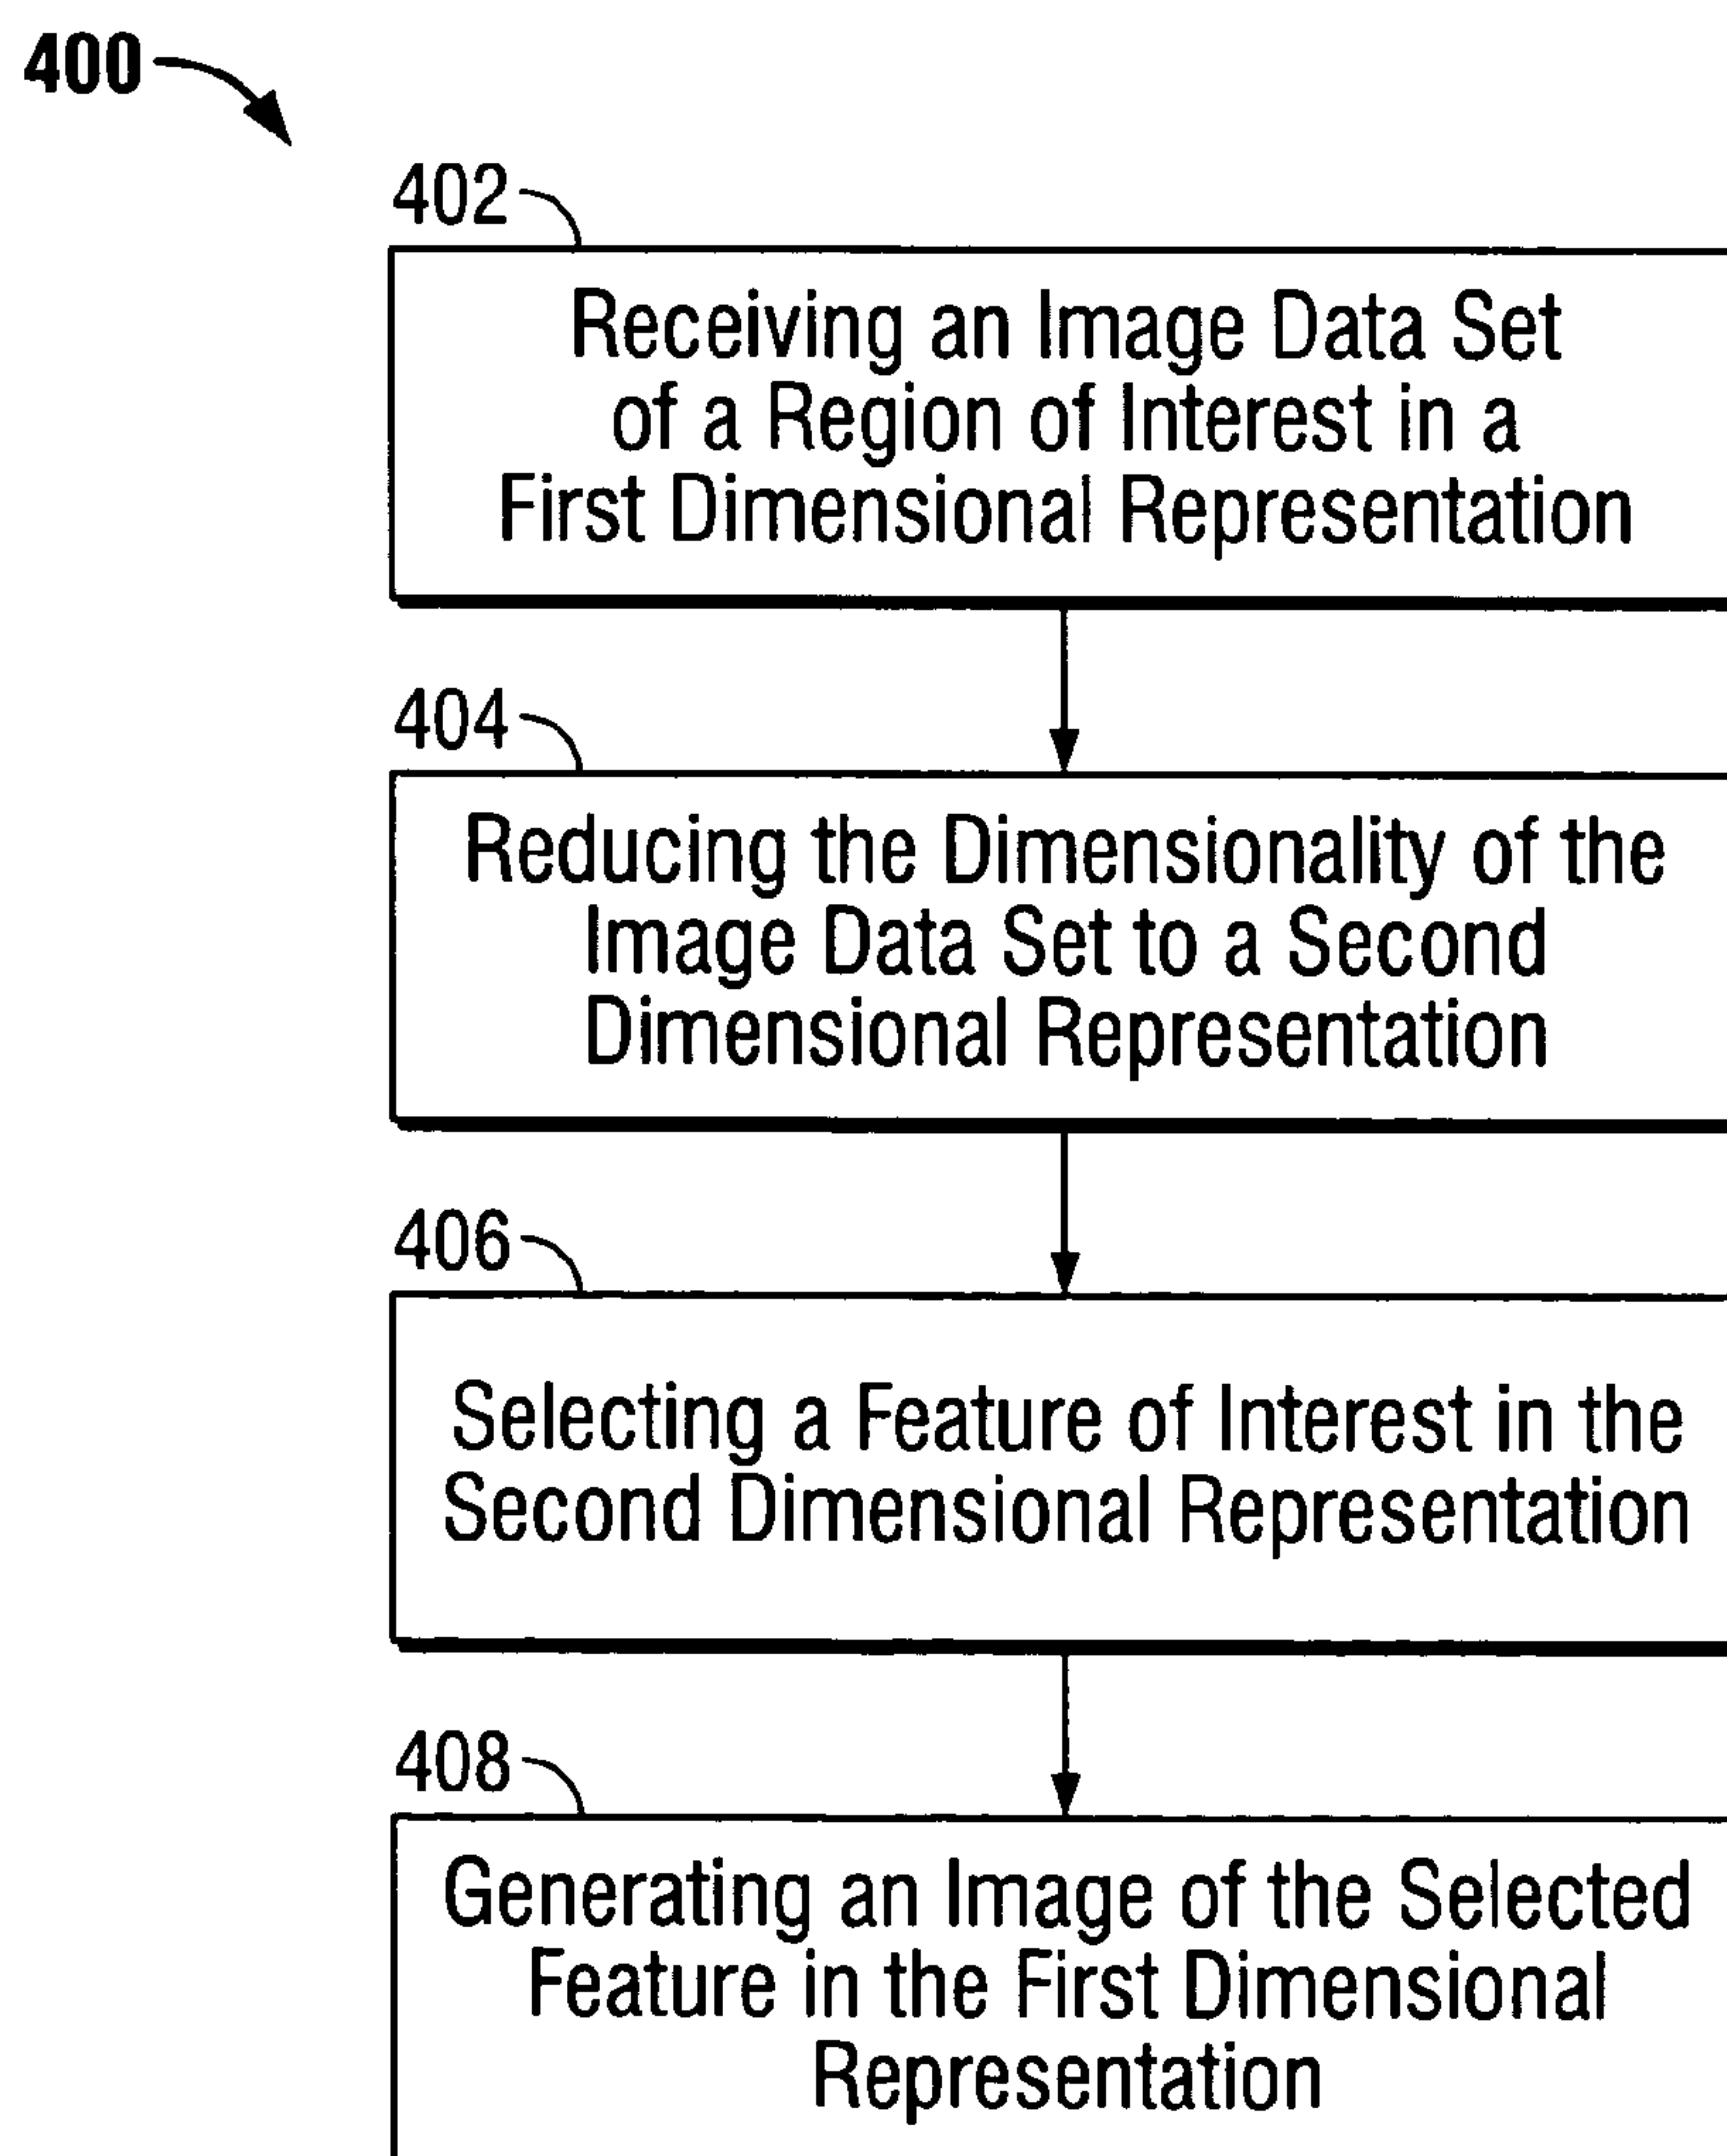 400
402
Receiving an Image Data Set
of a Region of Interest in a
First Dimensional Representation
404
Reducing the Dimensionality of the
Image Data Set to a Second
Dimensional Representation
406
Selecting a Feature of Interest in the
Second Dimensional Representation
408
Generating an Image of the Selected
Feature in the First Dimensional
Representation